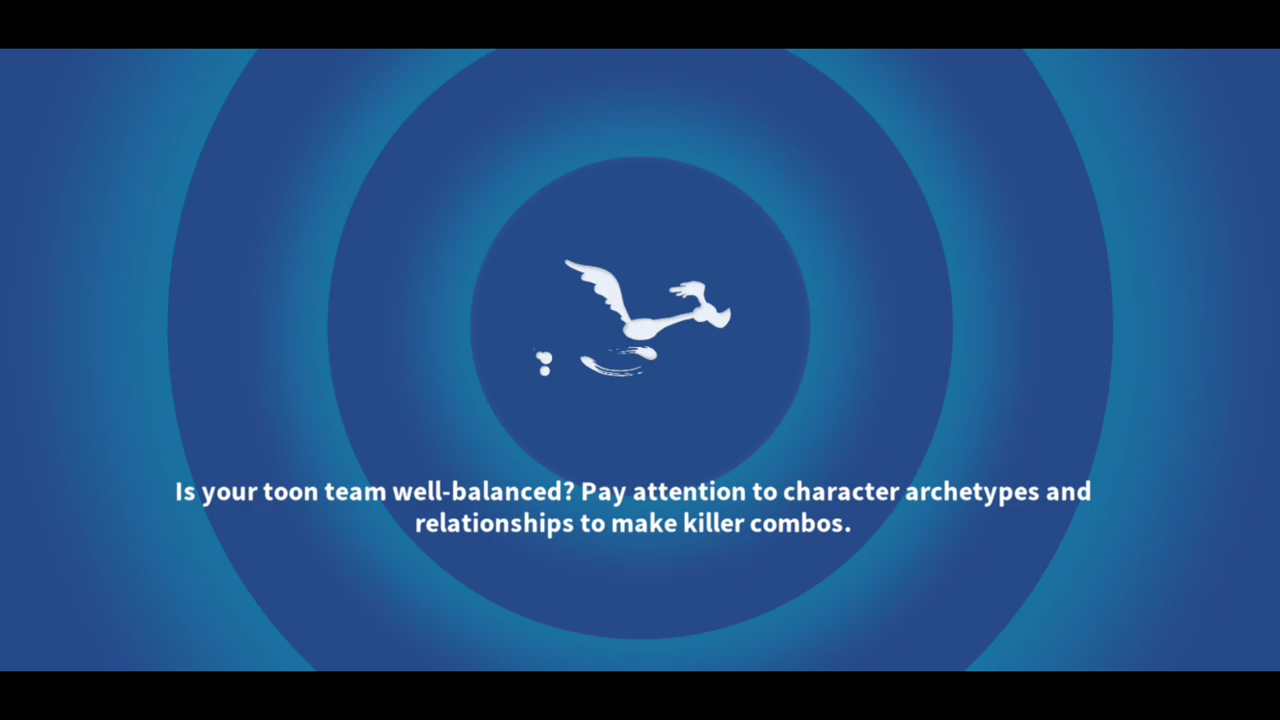 Is your toon team well-balanced? Pay attention to character archetypes and
relationships to make killer combos.